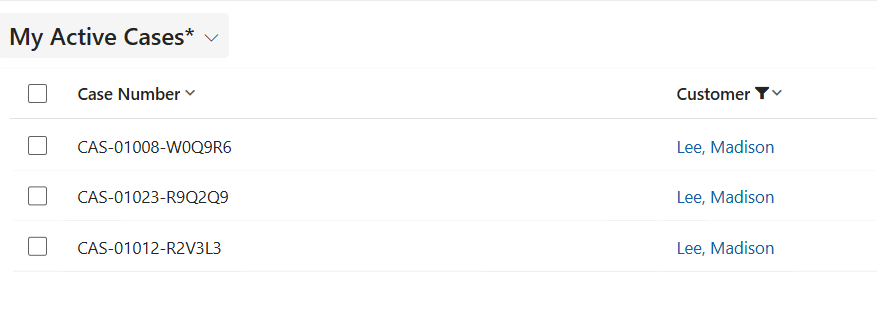 My Active Cases*
Case Number Customer
CAS-01008-W0Q9R6 Lee, Madison
CAS-01023-R9Q2Q9 Lee, Madison
CAS-01012-R2V3L3 Lee, Madison